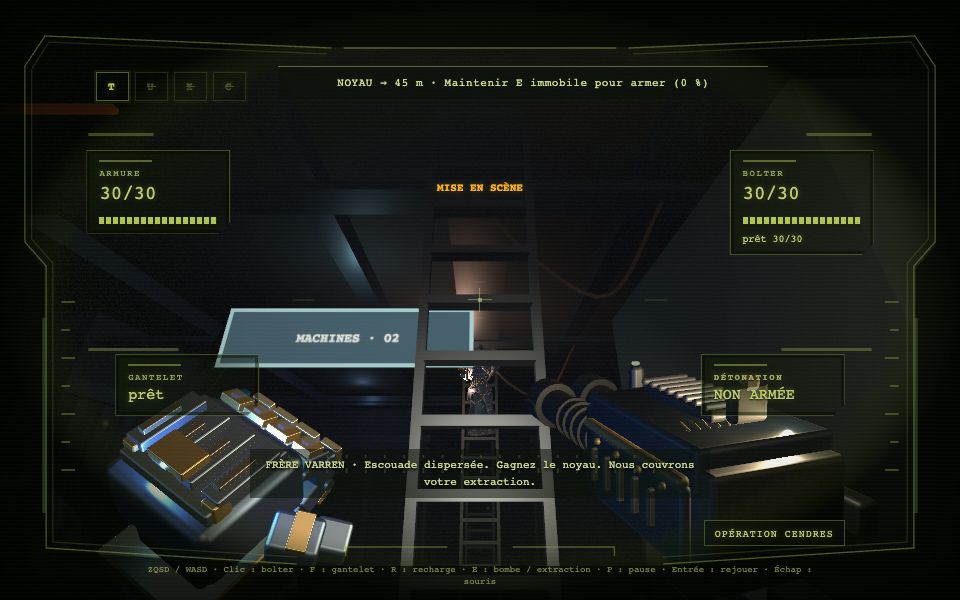 T
NOYAU → 45 m · Maintenir E immobile pour armer (0 %)
MISE EN SCÈNE
ARMURE
30/30
BOLTER
30/30
prêt 30/30
MACHINES · 02
GANTELET
prêt
DÉTONATION
NON ARMÉE
FRÈRE VARREN · Escouade dispersée. Gagnez le noyau. Nous couvrons
votre extraction.
OPÉRATION CENDRES
ZQSD / WASD · Clic : bolter · F : gantelet · R : recharge · E : bombe / extraction · P : pause · Entrée : rejouer · Échap :
souris